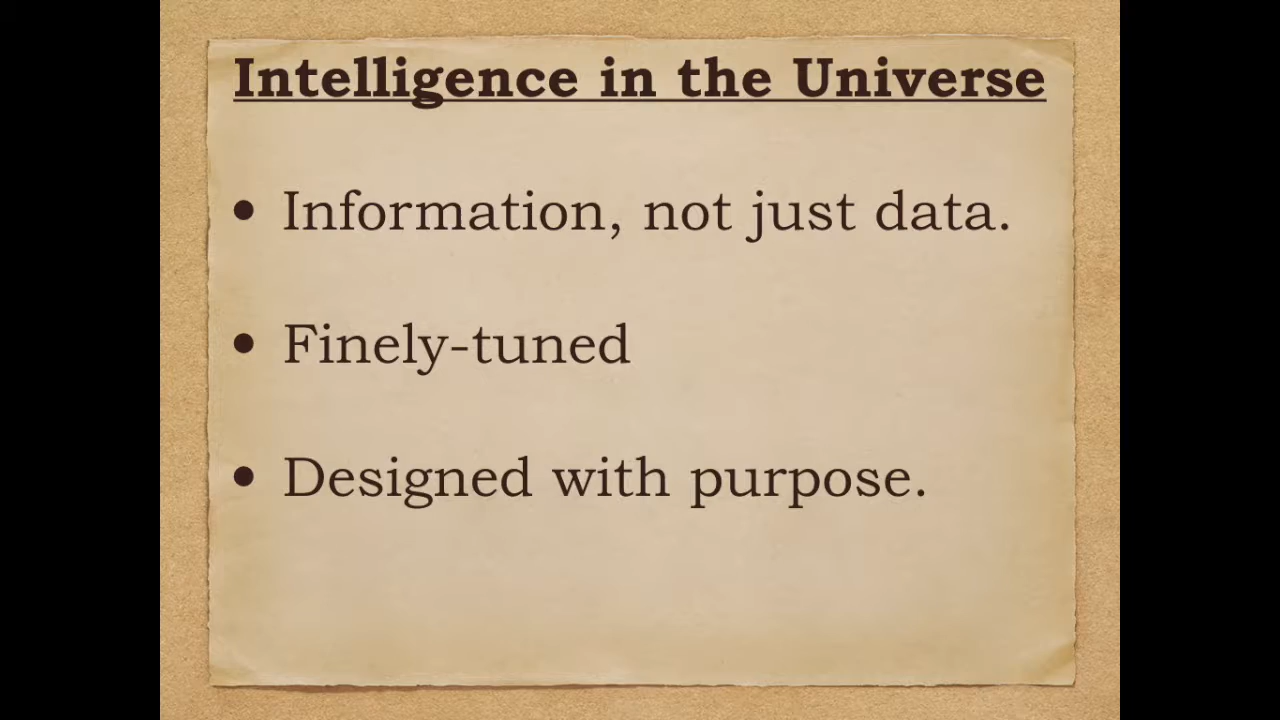 Intelligence in the Universe
• Information, not just data.
• Finely-tuned
• Designed with purpose.